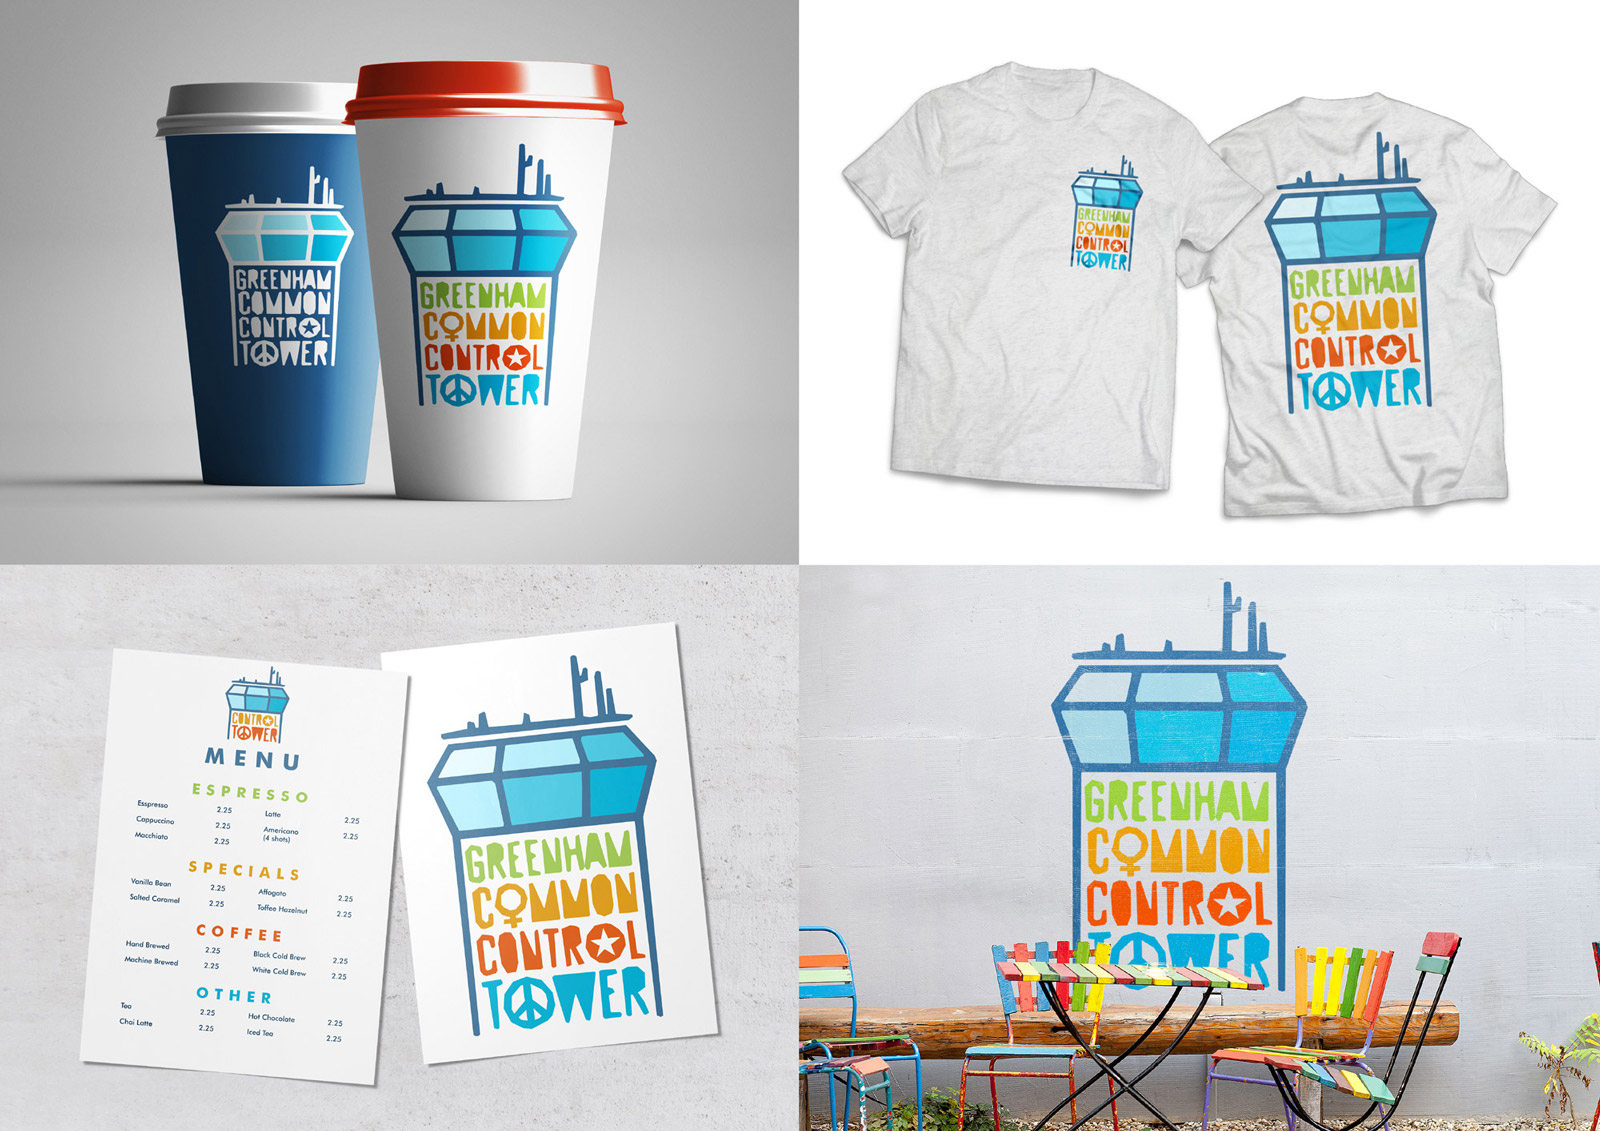 GREENHAM
COMMON
CONTROL
TOWER
GREENHAM
COMMON
CONTROL
TOWER
GREENHAM
COMMON
CONTROL
TOWER
GREENHAM
COMMON
CONTROL
TOWER
CONTROL
TOWER
MENU
ESPRESSO
Esspresso 2.25 Latte 2.25
Cappuccino 2.25 Americano 2.25
(4 shots)
Macchiato 2.25
SPECIALS
Vanilla Bean 2.25 Affogato 2.25
Salted Caramel 2.25 Toffee Hazelnut 2.25
COFFEE
Hand Brewed 2.25 Black Cold Brew 2.25
Machine Brewed 2.25 White Cold Brew 2.25
OTHER
Tea 2.25 Hot Chocolate 2.25
Chai Latte 2.25 Iced Tea 2.25
GREENHAM
COMMON
CONTROL
TOWER
GREENHAM
COMMON
CONTROL
TOWER